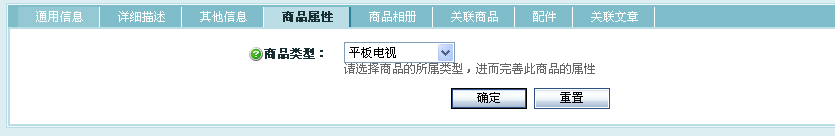 通用信息 详细描述 其他信息 商品属性 商品相册 关联商品 配件 关联文章
商品类型： 平板电视
请选择商品的所属类型，进而完善此商品的属性
确定 重置